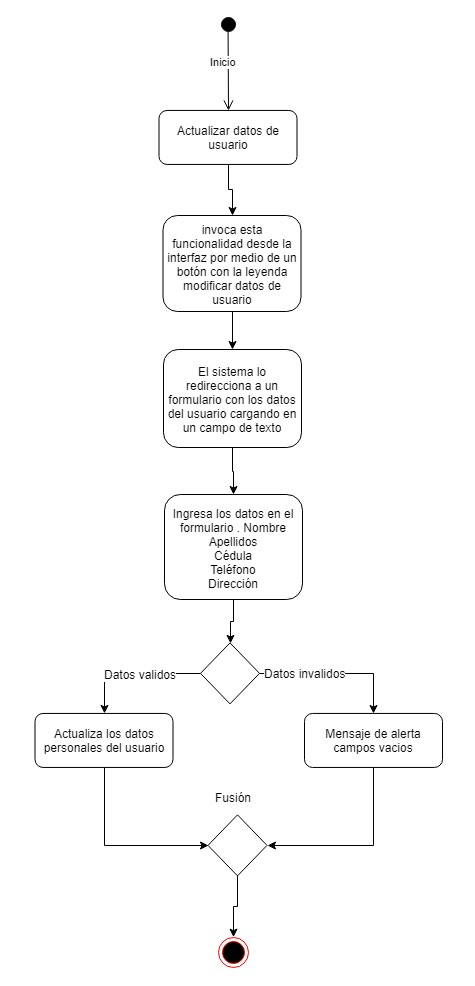 Inicio
Actualizar datos de
usuario
invoca esta
funcionalidad desde la
interfaz por medio de un
botón con la leyenda
modificar datos de
usuario
El sistema lo
redirecciona a un
formulario con los datos
del usuario cargando en
un campo de texto
Ingresa los datos en el
formulario . Nombre
Apellidos
Cédula
Teléfono
Dirección
Datos validos
Datos invalidos
Actualiza los datos
personales del usuario
Mensaje de alerta
campos vacios
Fusión